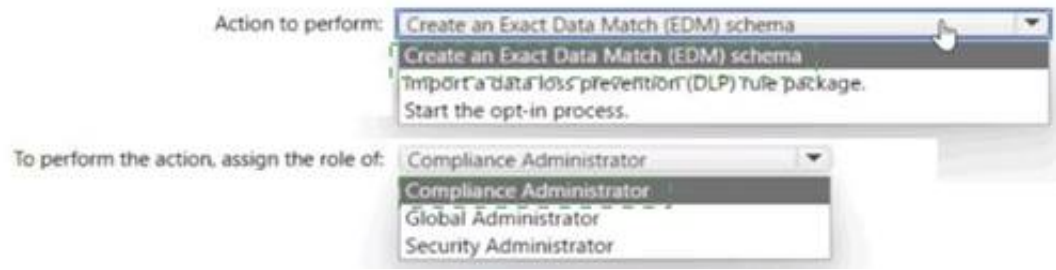 Action to perform: Create an Exact Data Match (EDM) schema
Create an Exact Data Match (EDM) schema
Import a data loss prevention (DLP) rule package.
Start the opt-in process.
To perform the action, assign the role of: Compliance Administrator
Compliance Administrator
Global Administrator
Security Administrator